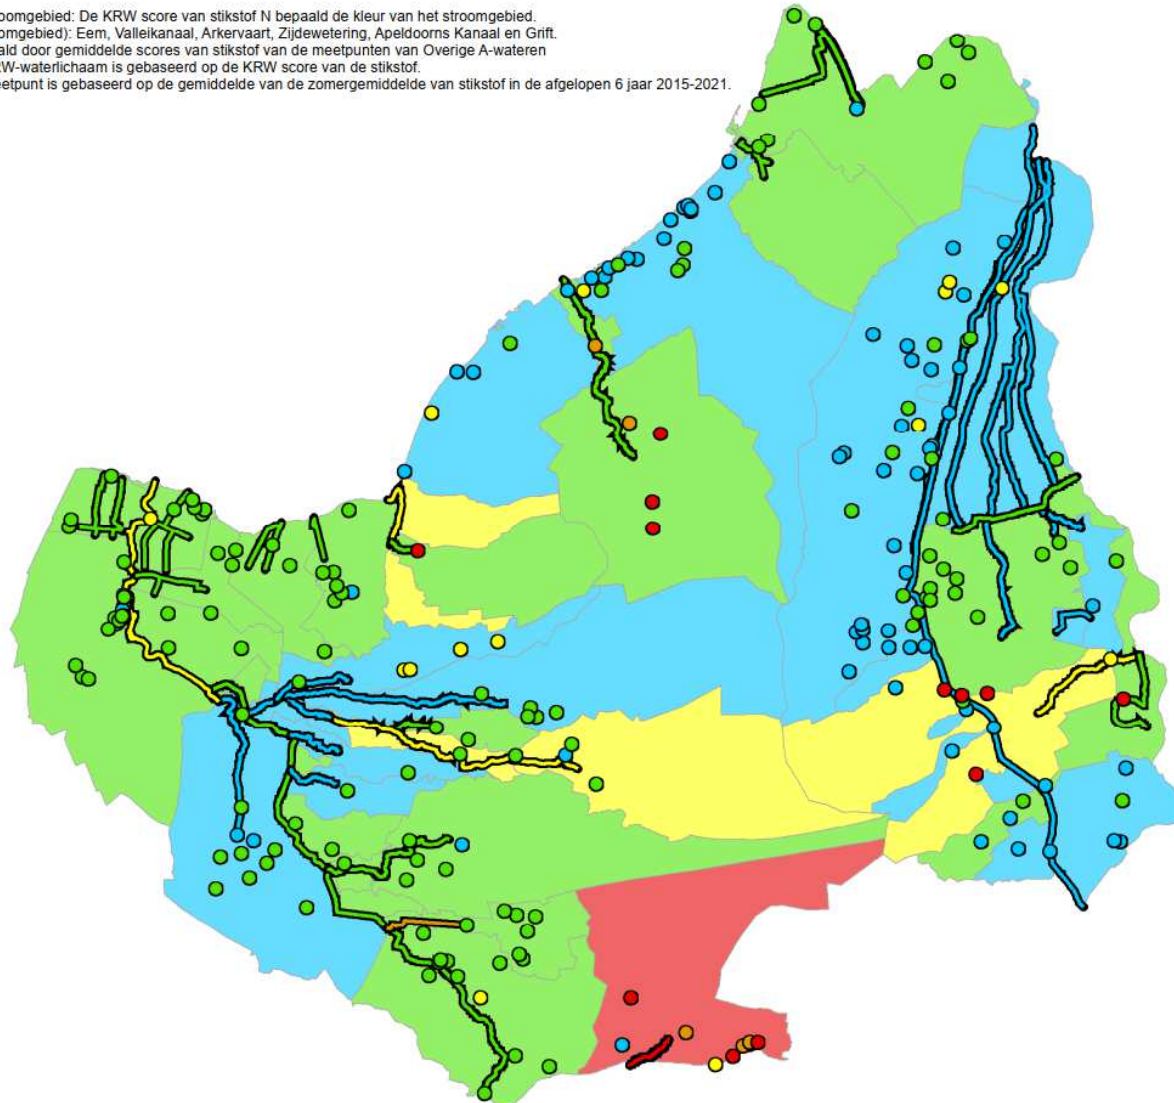 oomgebied: De KRW score van stikstof N bepaald de kleur van het stroomgebied.
omgebied): Eem, Valleikanaal, Arkervaart, Zijdewetering, Apeldoorns Kanaal en Grift.
ald door gemiddelde scores van stikstof van de meetpunten van Overige A-wateren
RW-waterlichaam is gebaseerd op de KRW score van de stikstof.
eetpunt is gebaseerd op de gemiddelde van de zomergemiddelde van stikstof in de afgelopen 6 jaar 2015-2021.